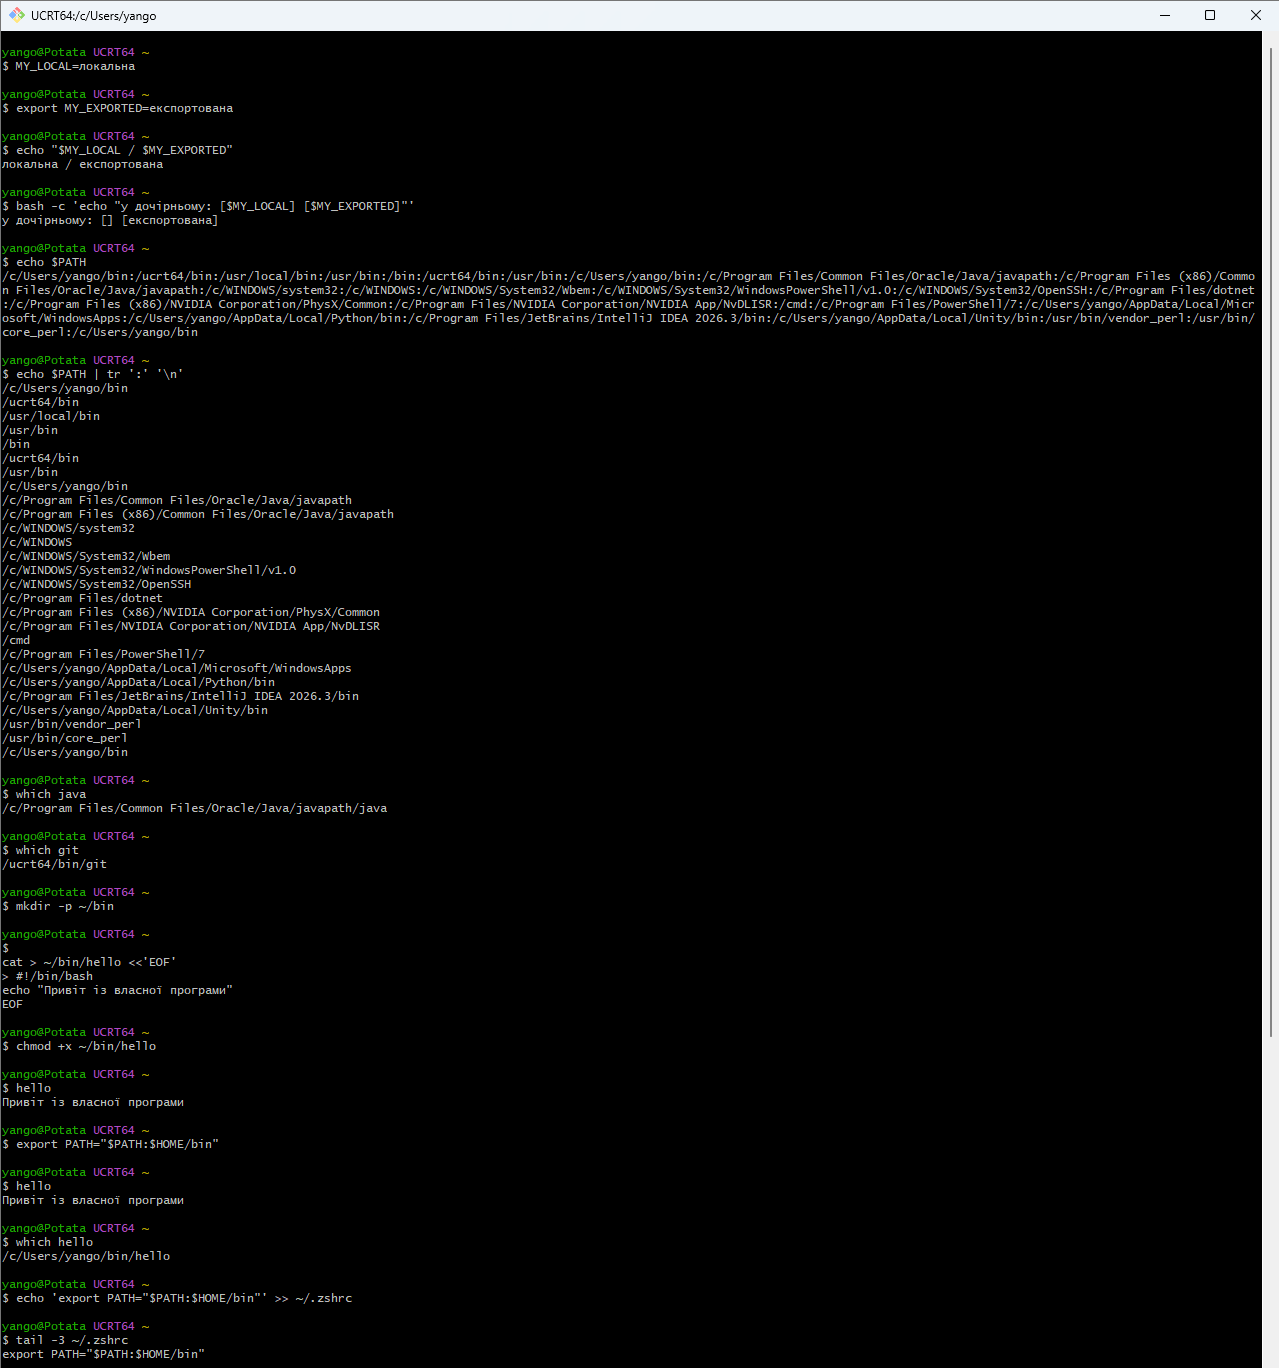 UCRT64:/c/Users/yango
yango@Potata UCRT64 ~
$ MY_LOCAL=локальна
yango@Potata UCRT64 ~
$ export MY_EXPORTED=експортована
yango@Potata UCRT64 ~
$ echo "$MY_LOCAL / $MY_EXPORTED"
локальна / експортована
yango@Potata UCRT64 ~
$ bash -c 'echo "у дочірньому: [$MY_LOCAL] [$MY_EXPORTED]"'
у дочірньому: [] [експортована]
yango@Potata UCRT64 ~
$ echo $PATH
/c/Users/yango/bin:/ucrt64/bin:/usr/local/bin:/usr/bin:/bin:/ucrt64/bin:/usr/bin:/c/Users/yango/bin:/c/Program Files/Common Files/Oracle/Java/javapath:/c/Program Files (x86)/Commo
n Files/Oracle/Java/javapath:/c/WINDOWS/system32:/c/WINDOWS:/c/WINDOWS/System32/Wbem:/c/WINDOWS/System32/WindowsPowerShell/v1.0:/c/WINDOWS/System32/OpenSSH:/c/Program Files/dotnet
:/c/Program Files (x86)/NVIDIA Corporation/PhysX/Common:/c/Program Files/NVIDIA Corporation/NVIDIA App/NvDLISR:/cmd:/c/Program Files/PowerShell/7:/c/Users/yango/AppData/Local/Micr
osoft/WindowsApps:/c/Users/yango/AppData/Local/Python/bin:/c/Program Files/JetBrains/IntelliJ IDEA 2026.3/bin:/c/Users/yango/AppData/Local/Unity/bin:/usr/bin/vendor_perl:/usr/bin/
core_perl:/c/Users/yango/bin
yango@Potata UCRT64 ~
$ echo $PATH | tr ':' '\n'
/c/Users/yango/bin
/ucrt64/bin
/usr/local/bin
/usr/bin
/bin
/ucrt64/bin
/usr/bin
/c/Users/yango/bin
/c/Program Files/Common Files/Oracle/Java/javapath
/c/Program Files (x86)/Common Files/Oracle/Java/javapath
/c/WINDOWS/system32
/c/WINDOWS
/c/WINDOWS/System32/Wbem
/c/WINDOWS/System32/WindowsPowerShell/v1.0
/c/WINDOWS/System32/OpenSSH
/c/Program Files/dotnet
/c/Program Files (x86)/NVIDIA Corporation/PhysX/Common
/c/Program Files/NVIDIA Corporation/NVIDIA App/NvDLISR
/cmd
/c/Program Files/PowerShell/7
/c/Users/yango/AppData/Local/Microsoft/WindowsApps
/c/Users/yango/AppData/Local/Python/bin
/c/Program Files/JetBrains/IntelliJ IDEA 2026.3/bin
/c/Users/yango/AppData/Local/Unity/bin
/usr/bin/vendor_perl
/usr/bin/core_perl
/c/Users/yango/bin
yango@Potata UCRT64 ~
$ which java
/c/Program Files/Common Files/Oracle/Java/javapath/java
yango@Potata UCRT64 ~
$ which git
/ucrt64/bin/git
yango@Potata UCRT64 ~
$ mkdir -p ~/bin
yango@Potata UCRT64 ~
$
cat > ~/bin/hello <<'EOF'
> #!/bin/bash
echo "Привіт із власної програми"
EOF
yango@Potata UCRT64 ~
$ chmod +x ~/bin/hello
yango@Potata UCRT64 ~
$ hello
Привіт із власної програми
yango@Potata UCRT64 ~
$ export PATH="$PATH:$HOME/bin"
yango@Potata UCRT64 ~
$ hello
Привіт із власної програми
yango@Potata UCRT64 ~
$ which hello
/c/Users/yango/bin/hello
yango@Potata UCRT64 ~
$ echo 'export PATH="$PATH:$HOME/bin"' >> ~/.zshrc
yango@Potata UCRT64 ~
$ tail -3 ~/.zshrc
export PATH="$PATH:$HOME/bin"